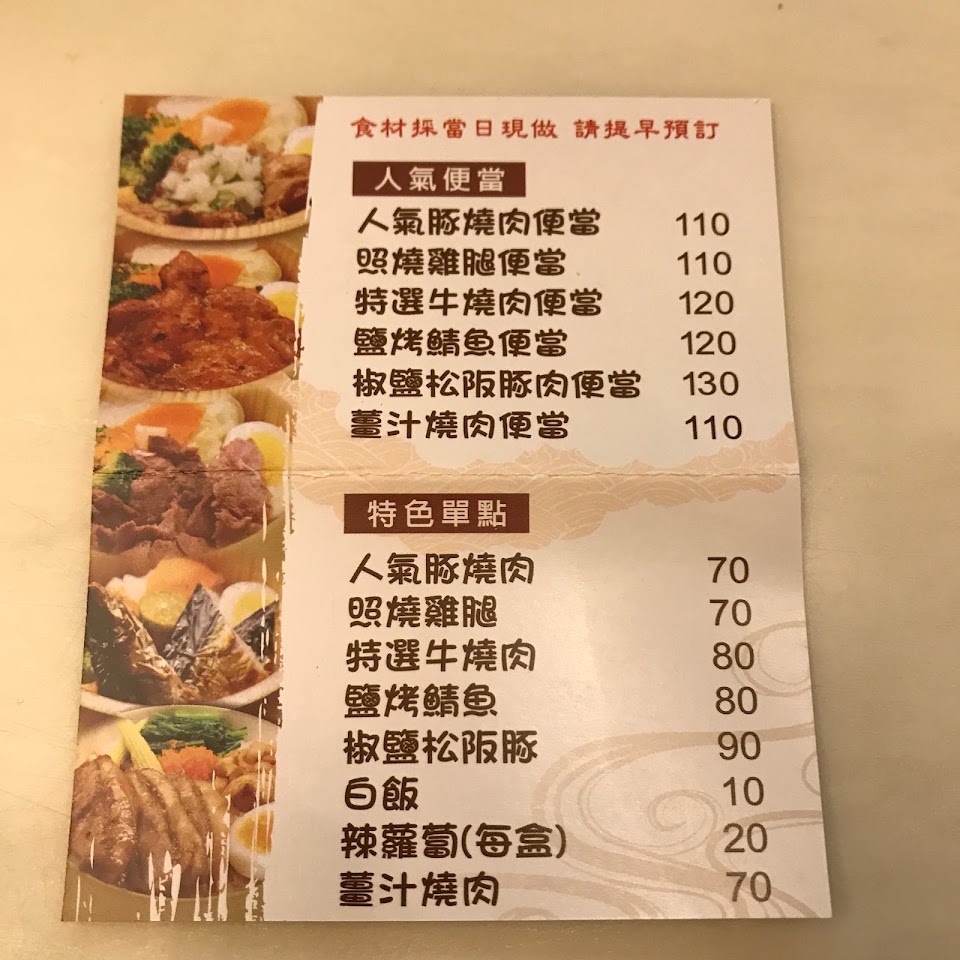 食材採當日現做 請提早預訂
人氣便當
人氣豚燒肉便當 110
照燒雞腿便當 110
特選牛燒肉便當 120
鹽烤鯖魚便當 120
椒鹽松阪豚肉便當 130
薑汁燒肉便當 110
特色單點
人氣豚燒肉 70
照燒雞腿 70
特選牛燒肉 80
鹽烤鯖魚 80
椒鹽松阪豚 90
白飯 10
辣蘿蔔(每盒) 20
薑汁燒肉 70